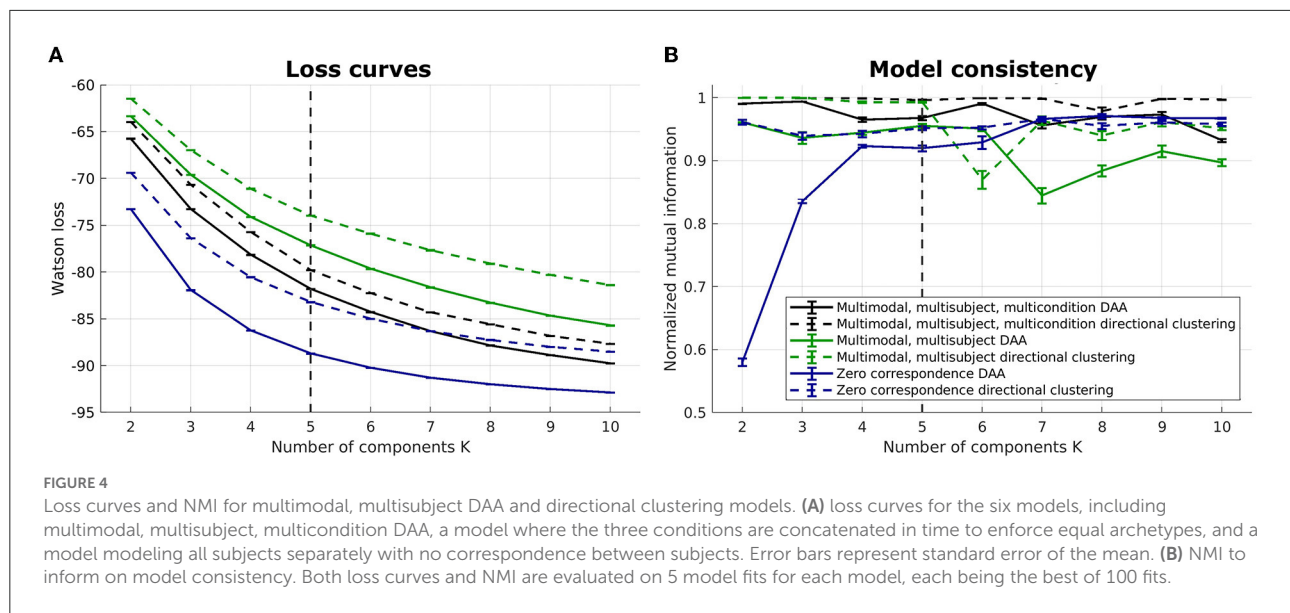 A
Loss curves
-60
-65
-70
-75
-80
-85
-90
-95
Watson loss
2 3 4 5 6 7 8 9 10
Number of components K
B
Model consistency
1
0.9
0.8
0.7
0.6
0.5
Normalized mutual information
Multimodal, multisubject, multicondition DAA
Multimodal, multisubject, multicondition directional clustering
Multimodal, multisubject DAA
Multimodal, multisubject directional clustering
Zero correspondence DAA
Zero correspondence directional clustering
2 3 4 5 6 7 8 9 10
Number of components K
FIGURE 4
Loss curves and NMI for multimodal, multisubject DAA and directional clustering models. (A) loss curves for the six models, including
multimodal, multisubject, multicondition DAA, a model where the three conditions are concatenated in time to enforce equal archetypes, and a
model modeling all subjects separately with no correspondence between subjects. Error bars represent standard error of the mean. (B) NMI to
inform on model consistency. Both loss curves and NMI are evaluated on 5 model fits for each model, each being the best of 100 fits.